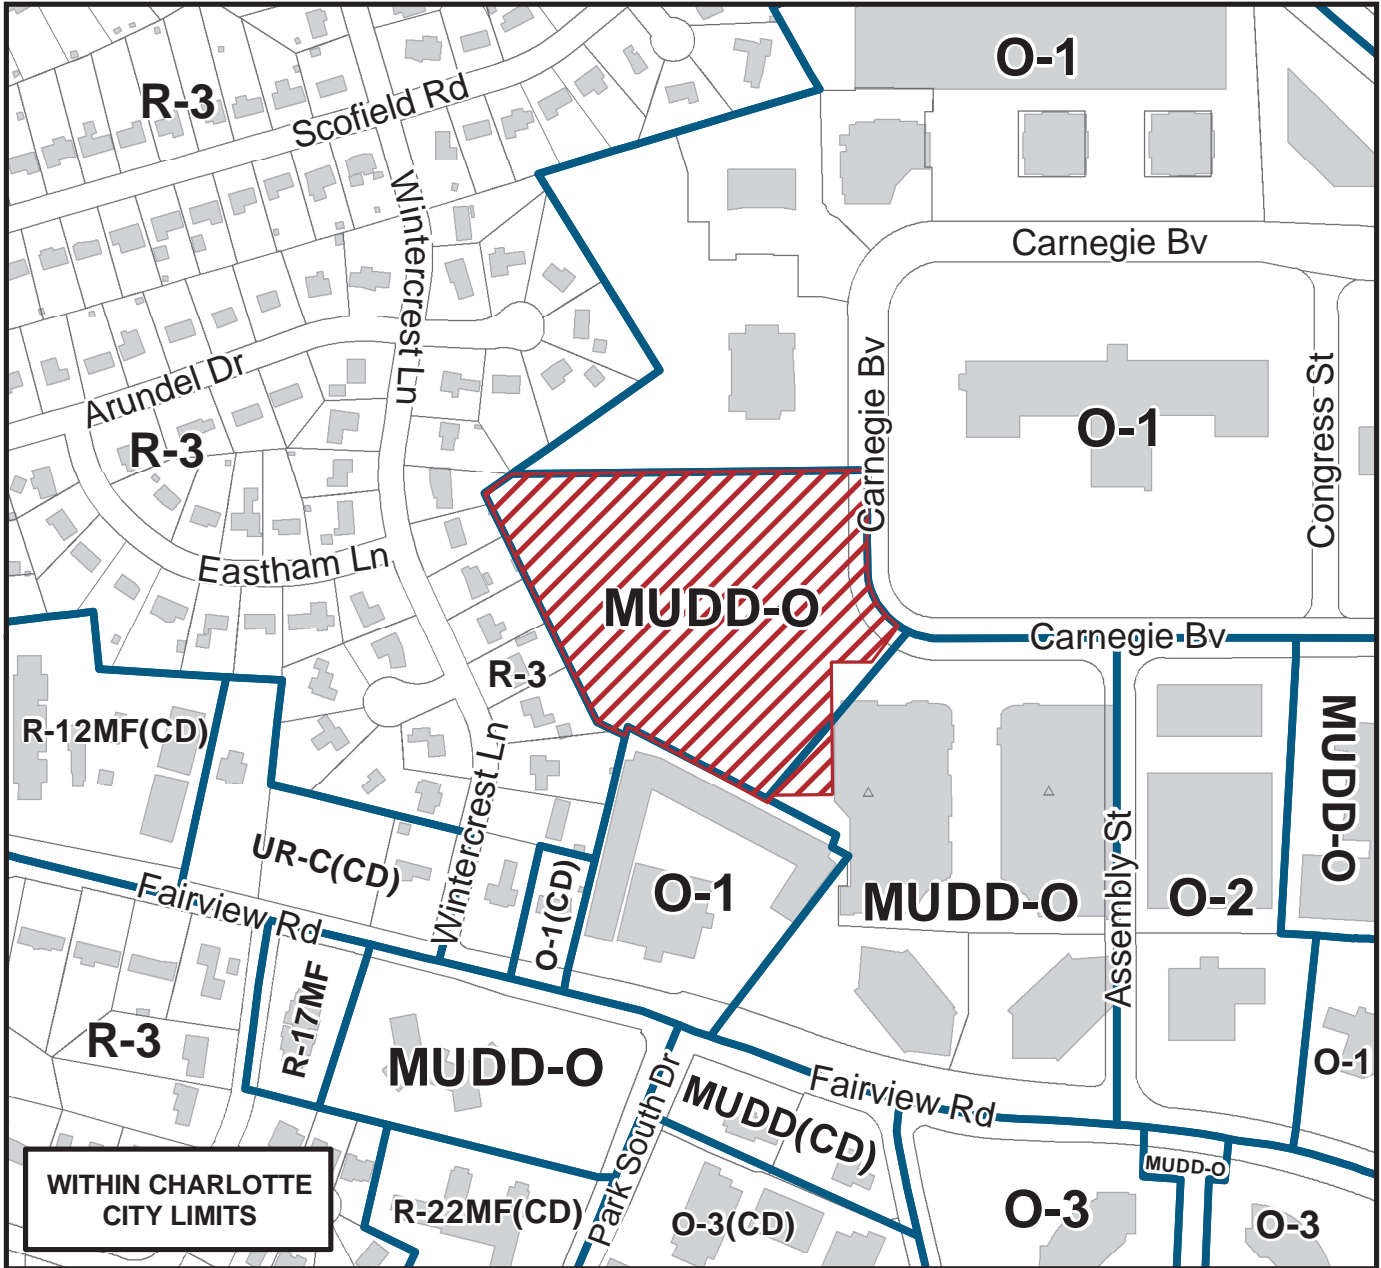 O-1
R-3
Scofield Rd
Wintercrest Ln
Carnegie Bv
Arundel Dr
Carnegie Bv
Congress St
O-1
R-3
Eastham Ln
MUDD-O
Carnegie Bv
R-3
R-12MF(CD)
MUDD-O
Wintercrest Ln
UR-C(CD)
Assembly St
Fairview Rd
O-1(CD)
O-1
MUDD-O
O-2
R-17MF
R-3
MUDD-O
Park South Dr
MUDD(CD)
Fairview Rd
O-1
MUDD-O
WITHIN CHARLOTTE
CITY LIMITS
R-22MF(CD)
O-3(CD)
O-3
O-3